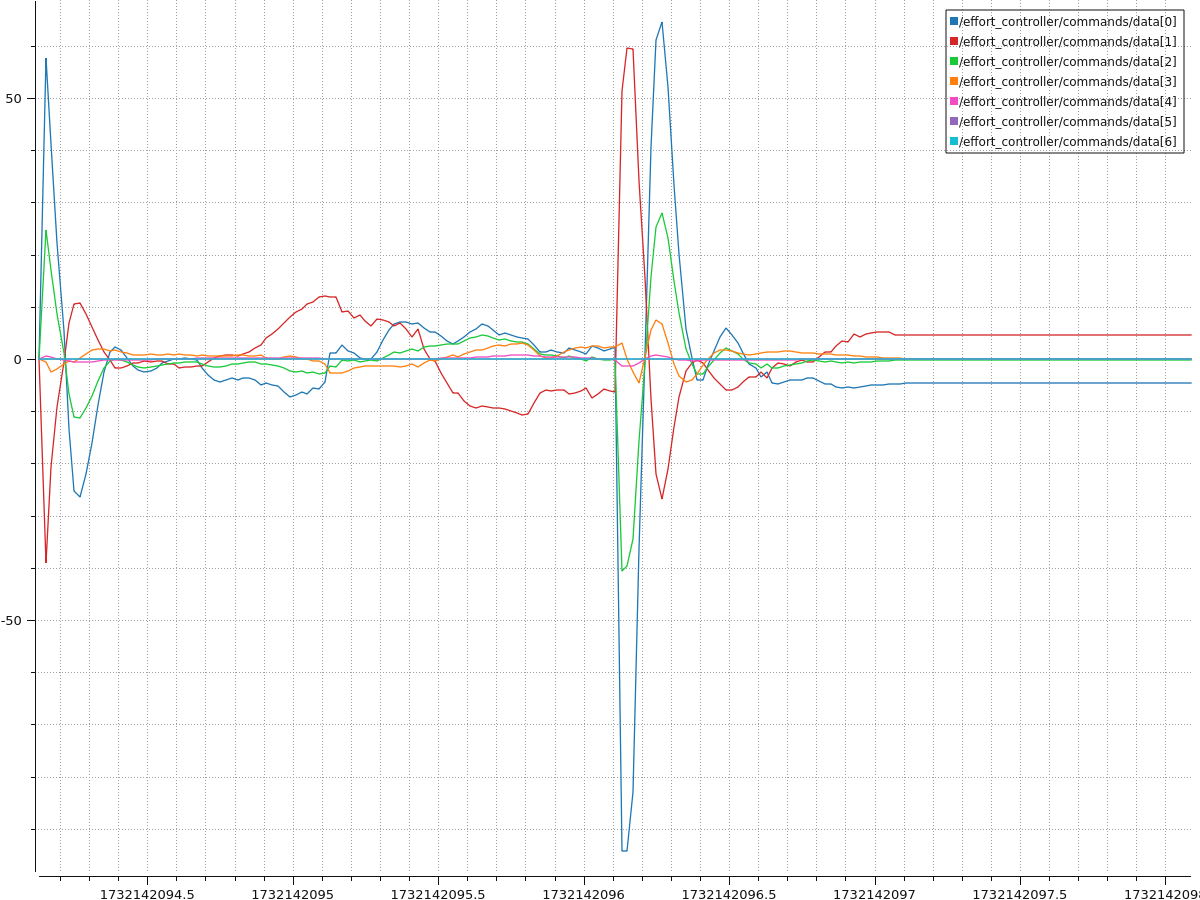 /effort_controller/commands/data[0]
/effort_controller/commands/data[1]
/effort_controller/commands/data[2]
/effort_controller/commands/data[3]
/effort_controller/commands/data[4]
/effort_controller/commands/data[5]
/effort_controller/commands/data[6]
50
0
-50
1732142094.5 1732142095 1732142095.5 1732142096 1732142096.5 1732142097 1732142097.5